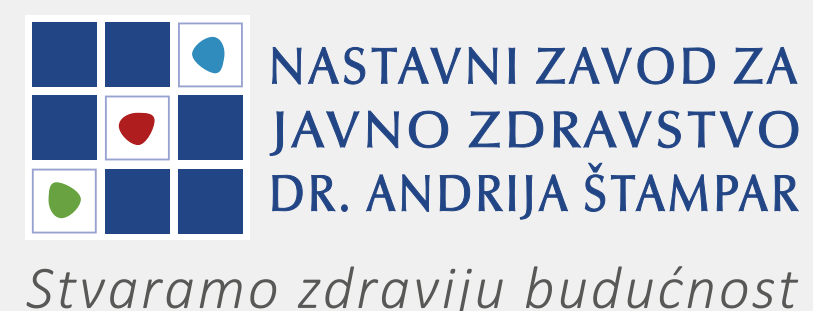 NASTAVNI ZAVOD ZA
JAVNO ZDRAVSTVO
DR. ANDRIJA ŠTAMPAR
Stvaramo zdraviju budućnost